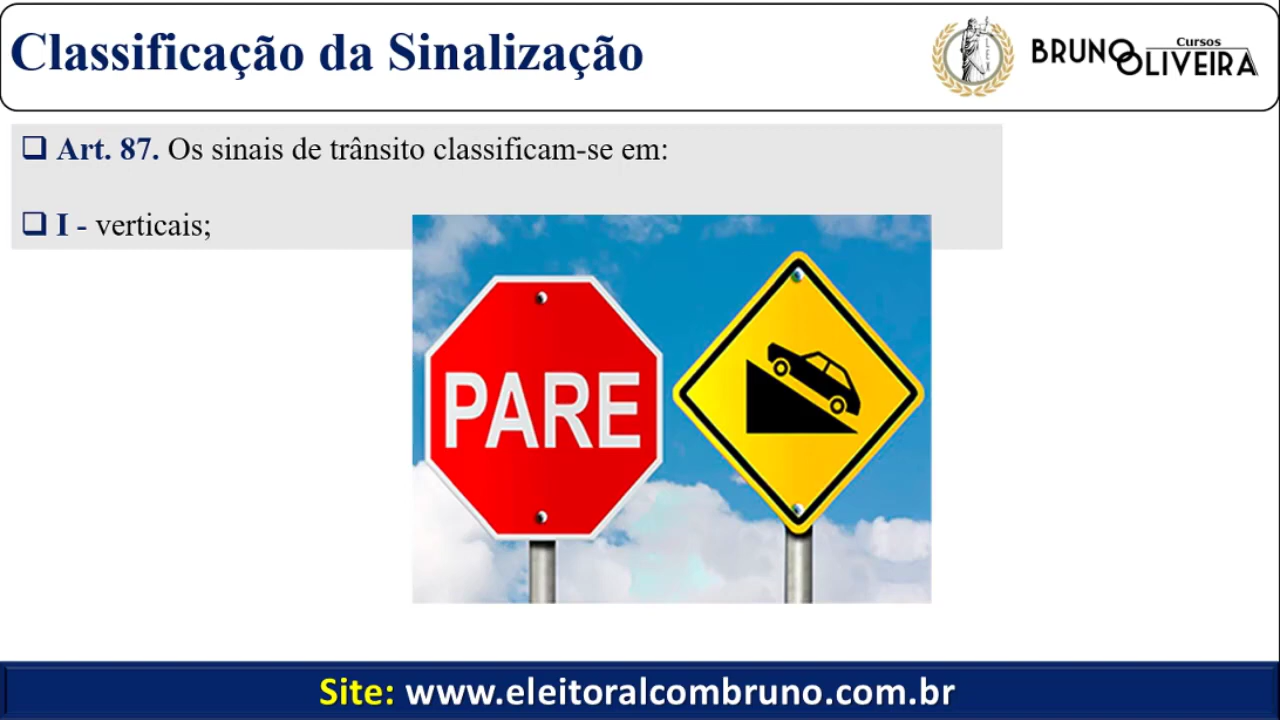 Classificação da Sinalização
Cursos
BRUNO OLIVEIRA
Art. 87. Os sinais de trânsito classificam-se em:
I - verticais;
PARE
Site: www.eleitoralcombruno.com.br